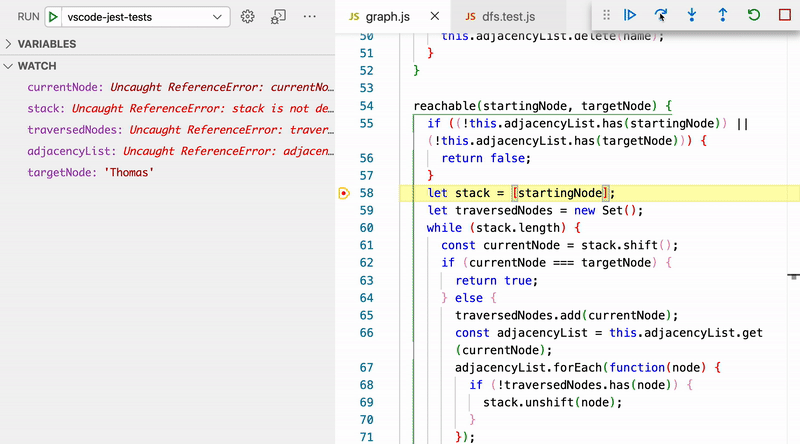 RUN vscode-jest-tests
VARIABLES
WATCH
currentNode: Uncaught ReferenceError: currentNo…
stack: Uncaught ReferenceError: stack is not de…
traversedNodes: Uncaught ReferenceError: traver…
adjacencyList: Uncaught ReferenceError: adjacen…
targetNode: 'Thomas'
JS graph.js JS dfs.test.js
50 this.adjacencyList.delete(name);
51 }
52 }
53
54 reachable(startingNode, targetNode) {
55 if ((!this.adjacencyList.has(startingNode)) ||
(!this.adjacencyList.has(targetNode))) {
56 return false;
57 }
58 let stack = [startingNode];
59 let traversedNodes = new Set();
60 while (stack.length) {
61 const currentNode = stack.shift();
62 if (currentNode === targetNode) {
63 return true;
64 } else {
65 traversedNodes.add(currentNode);
66 const adjacencyList = this.adjacencyList.get
(currentNode);
67 adjacencyList.forEach(function(node) {
68 if (!traversedNodes.has(node)) {
69 stack.unshift(node);
70 }
71 });